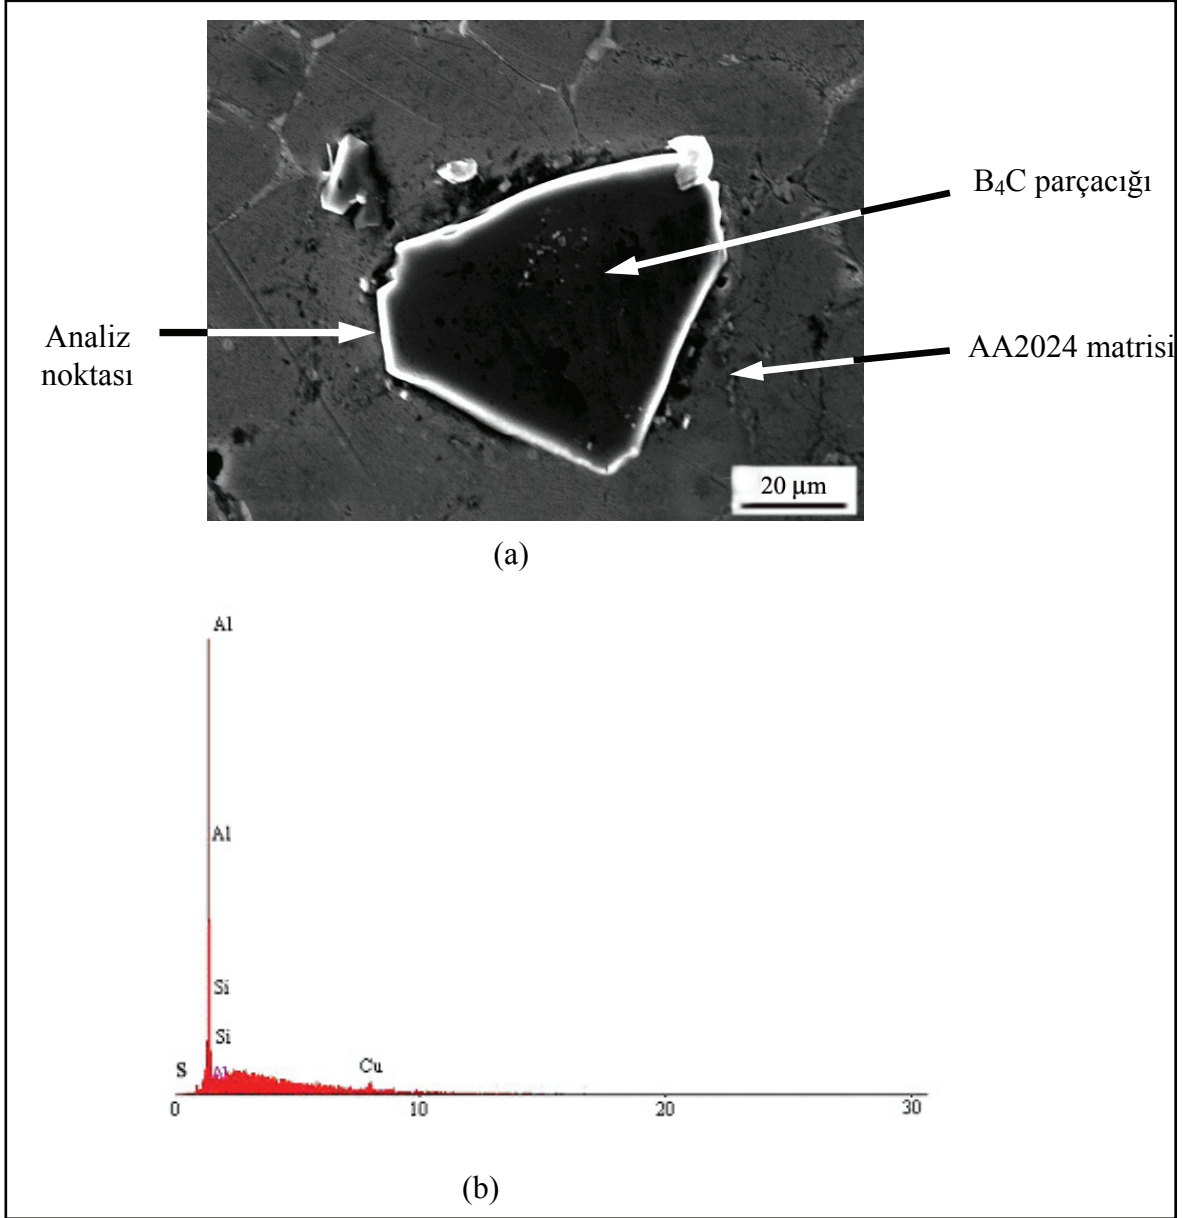 B₄C parçacığı
Analiz
noktası
AA2024 matrisi
20 µm
(a)
Al
Al
Si
Si
S
Al
Cu
0 10 20 30
(b)